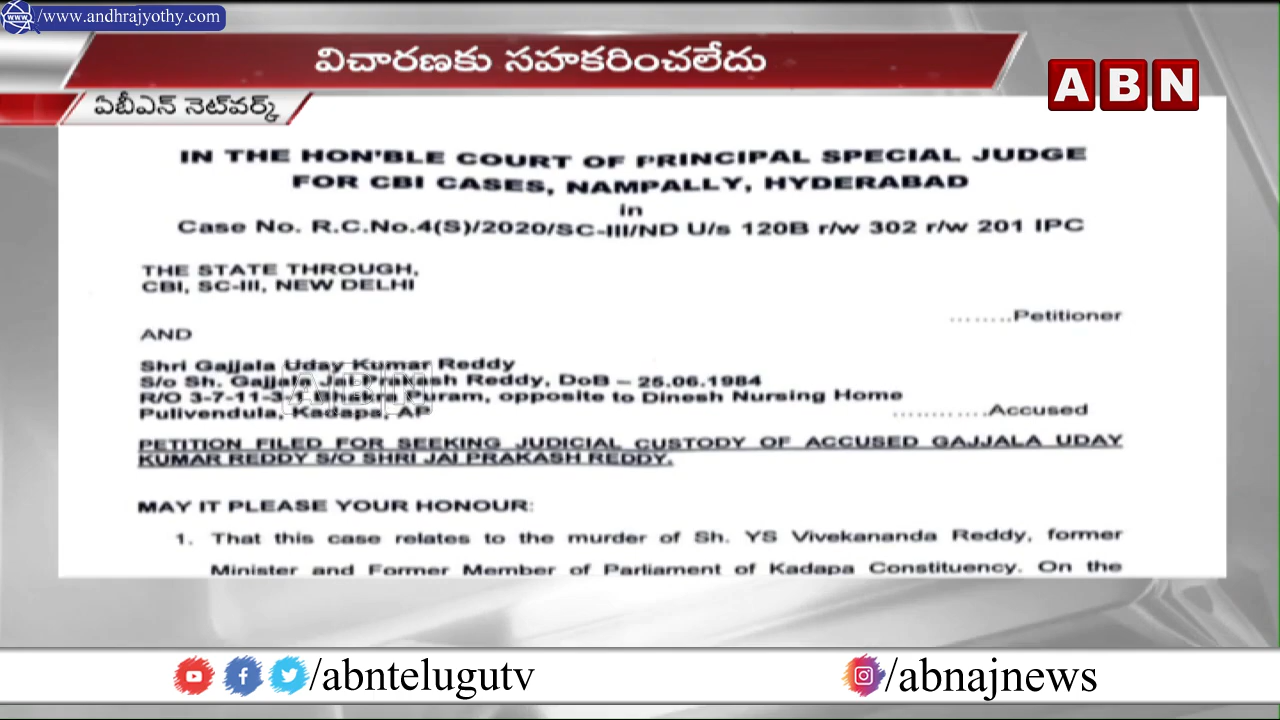 www /www.andhrajyothy.com
విచారణకు సహకరించలేదు
ఏబీఎన్ నెట్‌వర్క్
ABN
IN THE HON'BLE COURT OF PRINCIPAL SPECIAL JUDGE
FOR CBI CASES, NAMPALLY, HYDERABAD
in
Case No. R.C.No.4(S)/2020/SC-III/ND U/s 120B r/w 302 r/w 201 IPC
THE STATE THROUGH,
CBI, SC-III, NEW DELHI
........Petitioner
AND
Shri Gajjala Uday Kumar Reddy
S/o Sh. Gajjala Jai Prakash Reddy, DoB – 25.06.1984
R/O Puram, opposite to Dinesh Nursing Home
Pulivendula, Kadapa, AP
............Accused
ABN
PETITION FILED FOR SEEKING JUDICIAL CUSTODY OF ACCUSED GAJJALA UDAY
KUMAR REDDY S/O SHRI JAI PRAKASH REDDY.
MAY IT PLEASE YOUR HONOUR:
1. That this case relates to the murder of Sh. YS Vivekananda Reddy, former
Minister and Former Member of Parliament of Kadapa Constituency. On the
/abntelugutv
/abnajnews